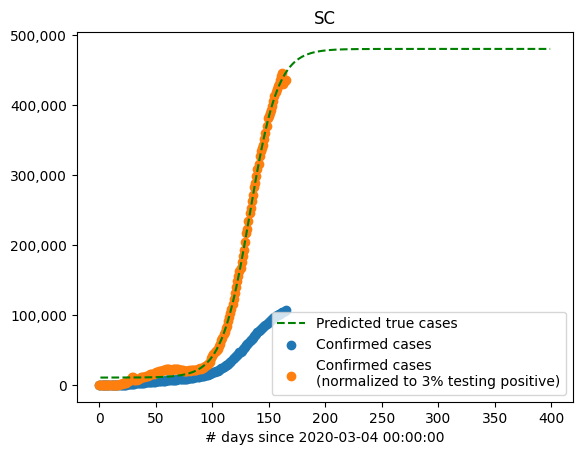 SC
500,000
400,000
300,000
200,000
100,000
0
Predicted true cases
Confirmed cases
Confirmed cases
(normalized to 3% testing positive)
0 50 100 150 200 250 300 350 400
# days since 2020-03-04 00:00:00